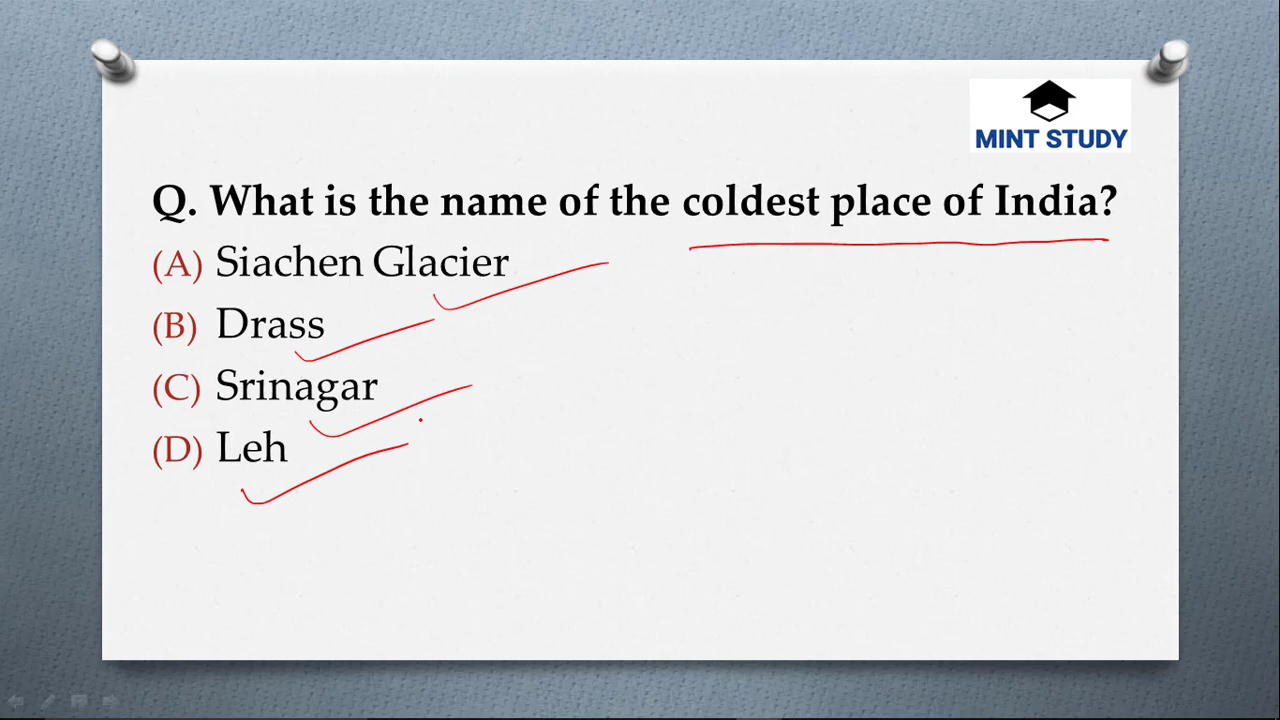 MINT STUDY
Q. What is the name of the coldest place of India?
(A) Siachen Glacier
(B) Drass
(C) Srinagar
(D) Leh